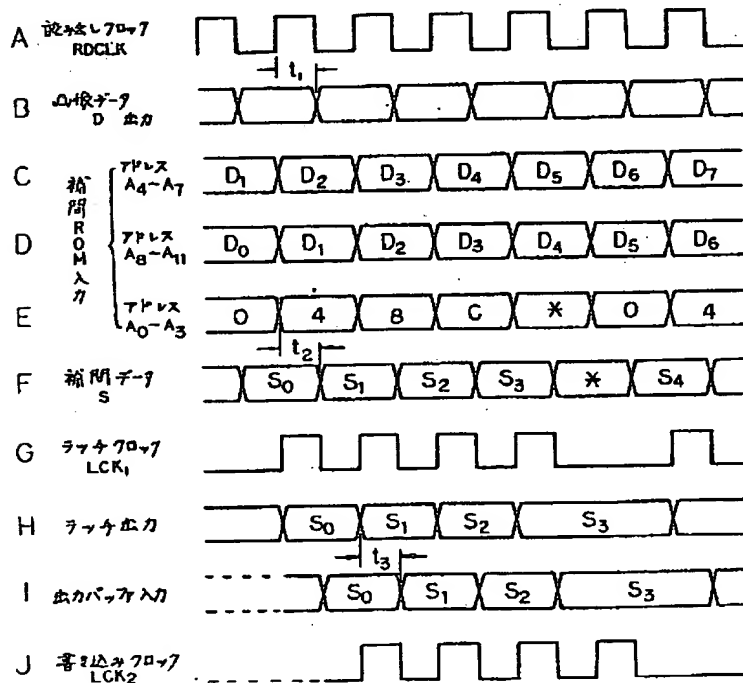 A 読み出しクロック
RDCLK
t₁
B 画像データ
D 出力
C アドレス
A₄~A₇
D₁ D₂ D₃ D₄ D₅ D₆ D₇
補間ROM入力
D アドレス
A₈~A₁₁
D₀ D₁ D₂ D₃ D₄ D₅ D₆
E アドレス
A₀~A₃
0 4 8 C * 0 4
t₂
F 補間データ
S
S₀ S₁ S₂ S₃ * S₄
G ラッチクロック
LCK₁
H ラッチ出力
S₀ S₁ S₂ S₃
t₃
I 出力バッファ入力
S₀ S₁ S₂ S₃
J 書き込みクロック
LCK₂